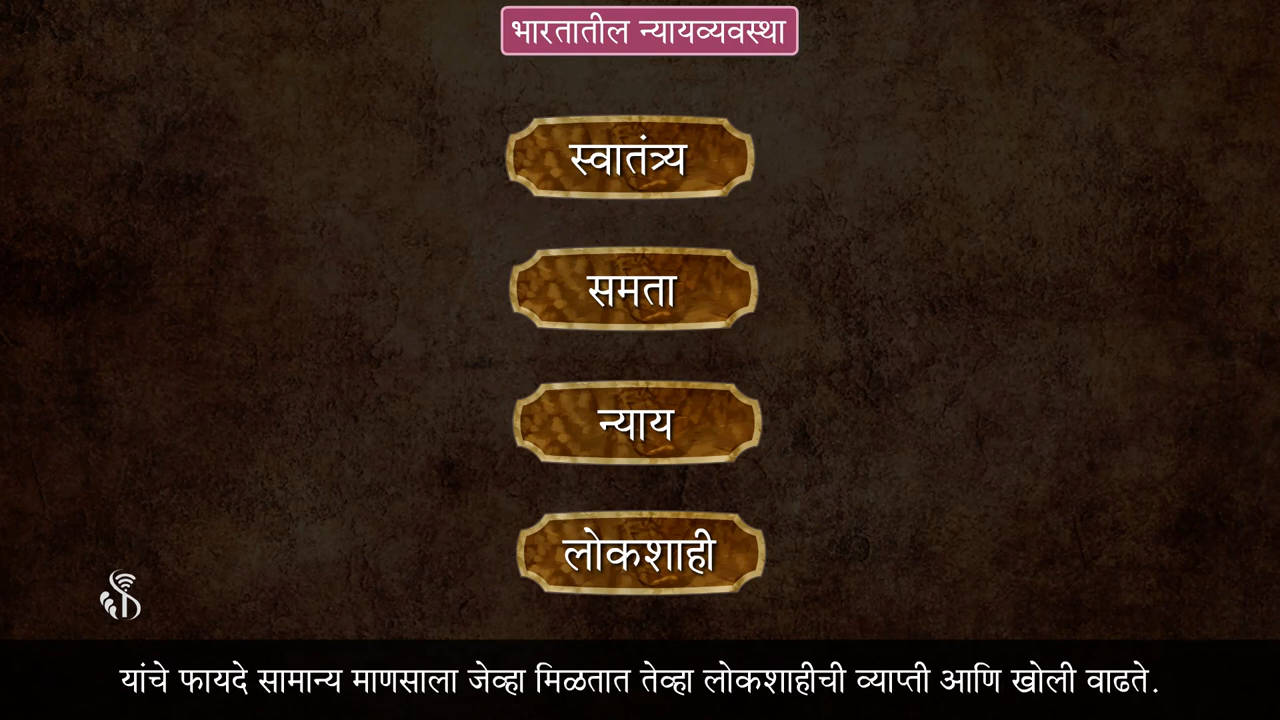 भारतातील न्यायव्यवस्था
स्वातंत्र्य
समता
न्याय
लोकशाही
यांचे फायदे सामान्य माणसाला जेव्हा मिळतात तेव्हा लोकशाहीची व्याप्ती आणि खोली वाढते.